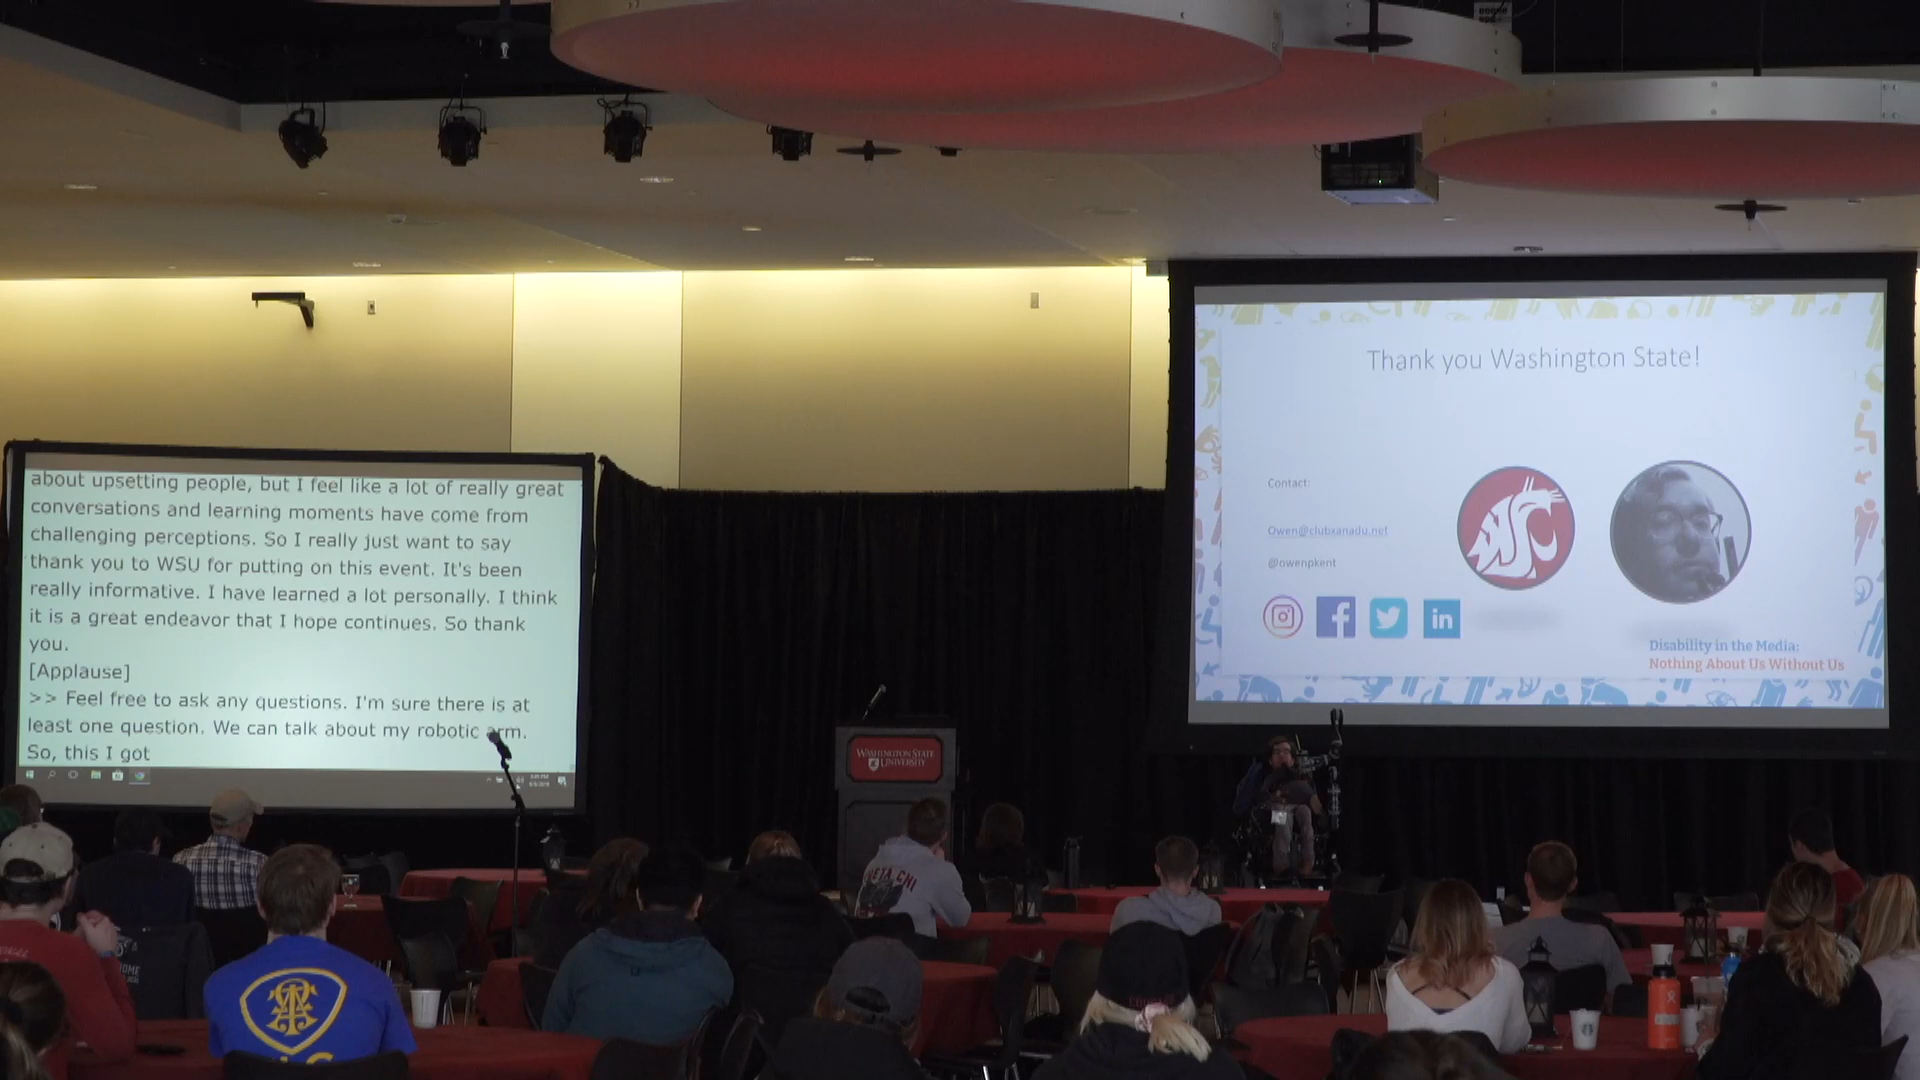 about upsetting people, but I feel like a lot of really great
conversations and learning moments have come from
challenging perceptions. So I really just want to say
thank you to WSU for putting on this event. It's been
really informative. I have learned a lot personally. I think
it is a great endeavor that I hope continues. So thank
you.
[Applause]
>> Feel free to ask any questions. I'm sure there is at
least one question. We can talk about my robotic arm.
So, this I got
Thank you Washington State!
Contact:
Owen@clubxanadu.net
@owenpkent
in
Disability in the Media:
Nothing About Us Without Us
WASHINGTON STATE
UNIVERSITY
BETA CHI